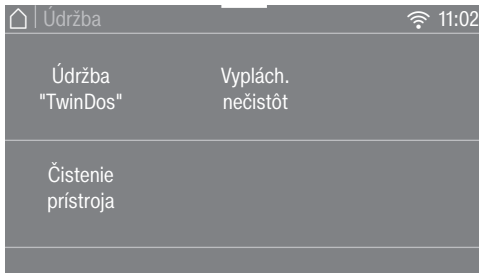 Údržba 11:02
Údržba Vyplách.
"TwinDos" nečistôt
Čistenie
prístroja